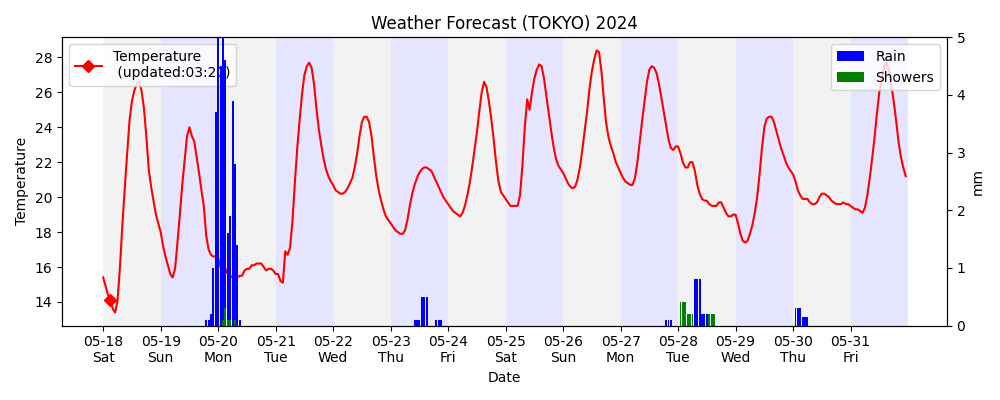 Weather Forecast (TOKYO) 2024
Temperature
(updated:03:2
Rain
Showers
28
26
24
22
20
18
16
14
Temperature
5
4
3
2
1
0
mm
05-18 05-19 05-20 05-21 05-22 05-23 05-24 05-25 05-26 05-27 05-28 05-29 05-30 05-31
Sat Sun Mon Tue Wed Thu Fri Sat Sun Mon Tue Wed Thu Fri
Date